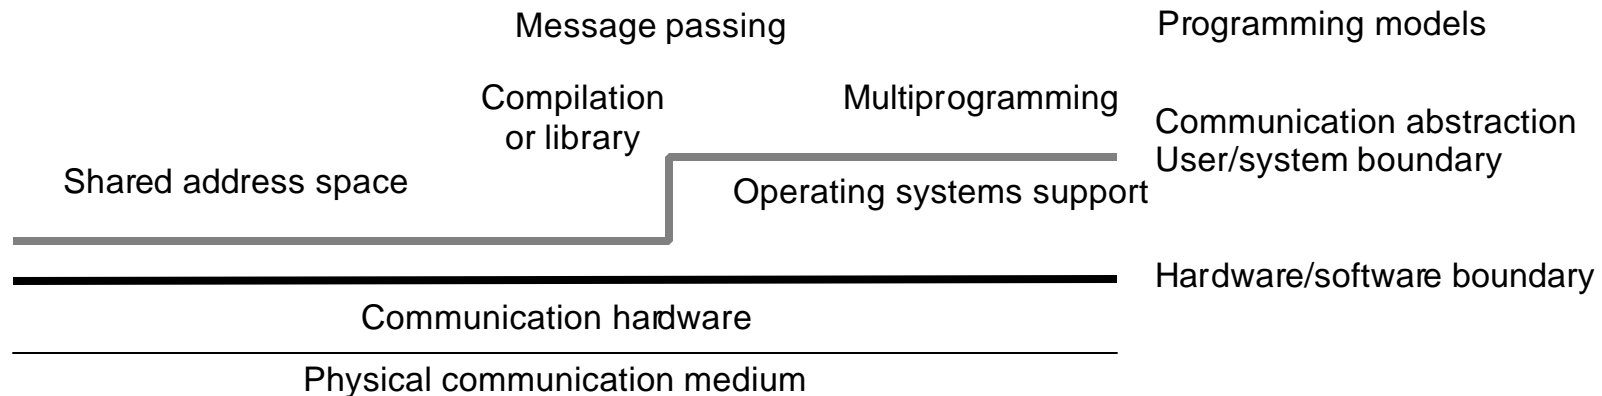 Message passing
Programming models
Compilation
or library
Multiprogramming
Communication abstraction
User/system boundary
Shared address space
Operating systems support
Hardware/software boundary
Communication hardware
Physical communication medium